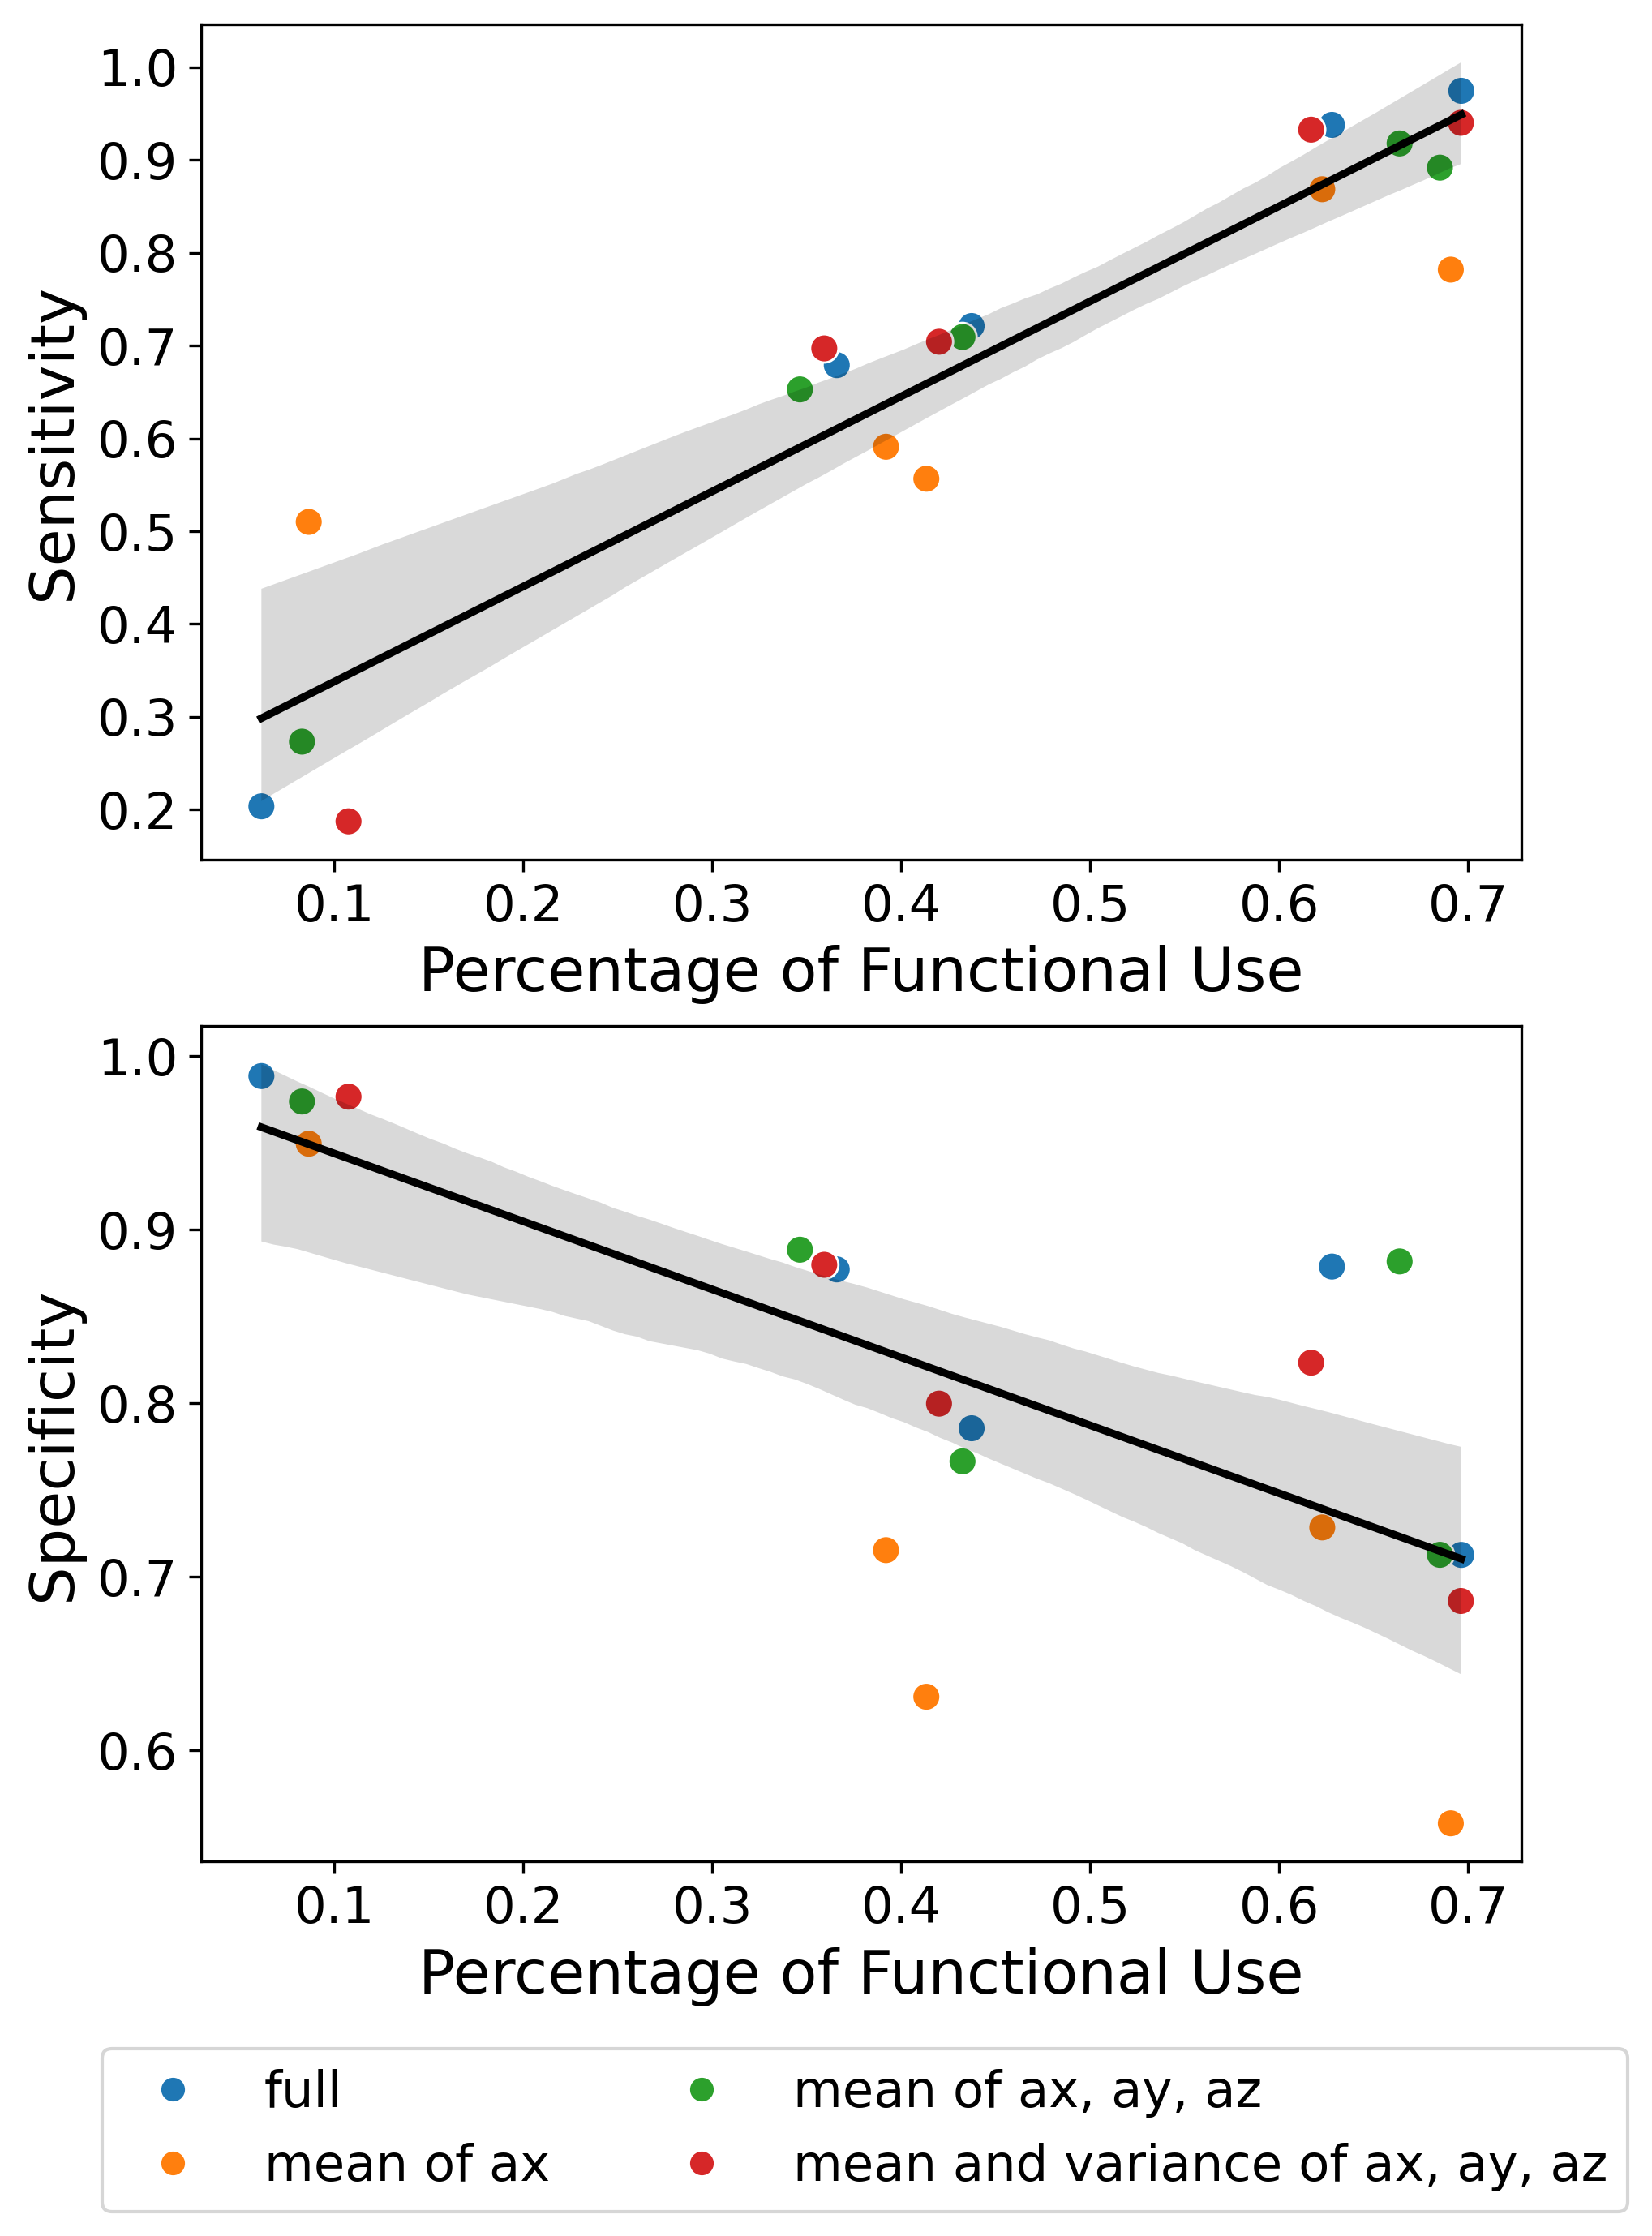 1.0
0.9
0.8
0.7
0.6
0.5
0.4
0.3
0.2
Sensitivity
0.1 0.2 0.3 0.4 0.5 0.6 0.7
Percentage of Functional Use
1.0
0.9
0.8
0.7
0.6
Specificity
0.1 0.2 0.3 0.4 0.5 0.6 0.7
Percentage of Functional Use
full
mean of ax
mean of ax, ay, az
mean and variance of ax, ay, az